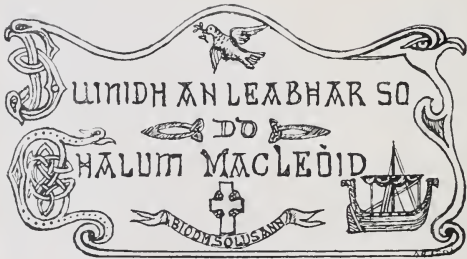 BUINIDH AN LEABHAR SO
DO
CHALUM MACLEÒID
BIODH SOLUS ANN